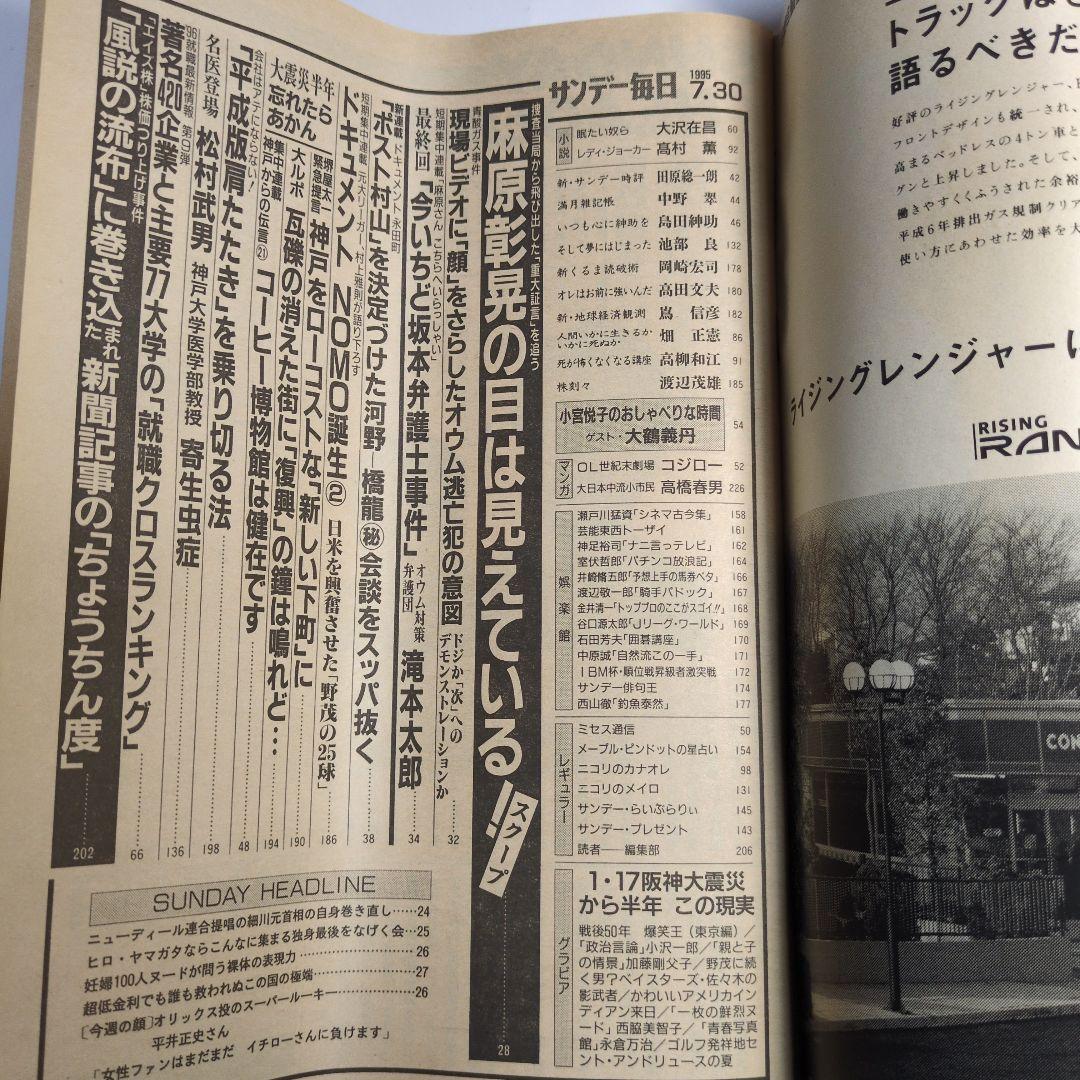 サンデー毎日 1995 7.30
捜査当局から飛び出した「重大証言」を追う
麻原彰晃の目は見えている!
スクープ
28
青酸ガス事件
現場ビデオに「顔」をさらしたオウム逃亡犯の意図
ドジか「次」への
デモンストレーションか
32
短期集中連載「麻原さん こちらへいらっしゃい」
最終回 「今いちど坂本弁護士事件」
オウム対策
弁護団
滝本太郎
34
新連載 ドキュメント永田町
「ポスト村山」を決定づけた河野―橋龍㊙会談をスッパ抜く
38
短期集中連載 元大リーガー、村上雅則が語り下ろす
ドキュメント NOMO誕生② 日米を興奮させた「野茂の25球」
186
大震災半年
忘れたら
あかん
堺屋太一
緊急提言
神戸をローコストな「新しい下町」に
190
大ルポ 瓦礫の消えた街に「復興」の鐘は鳴れど…
194
集中連載
神戸からの伝言㉑
コーヒー博物館は健在です
48
会社はアテにならない!
「平成版肩たたき」を乗り切る法
198
名医登場 松村武男 神戸大学医学部教授 寄生虫症
136
'96就職最新情報 第9弾
著名420企業と主要77大学の「就職クロスランキング」
66
「エイズ株」株価つり上げ事件
「風説の流布」に巻き込まれた新聞記事の「ちょうちん度」
202
小説
眠たい奴ら 大沢在昌 60
レディ・ジョーカー 髙村 薫 92
新・サンデー時評 田原総一朗 42
満月雑記帳 中野 翠 44
いつも心に紳助を 島田紳助 46
そして夢にはじまった 池部 良 132
新くるま読破術 岡崎宏司 178
オレはお前に強いんだ 高田文夫 180
新・地球経済観測 嶌 信彦 182
人間いかに生きるか
いかに死ぬか 畑 正憲 86
死が怖くなくなる講座 高柳和江 91
株刻々 渡辺茂雄 185
小宮悦子のおしゃべりな時間
ゲスト・大鶴義丹
54
マンガ
OL世紀末劇場 コジロー 52
大日本中流小市民 高橋春男 226
娯楽館
瀬戸川猛資「シネマ古今集」 158
芸能東西トーザイ 161
神足裕司「ナニ言っテレビ」 162
室伏哲郎「パチンコ放浪記」 164
井崎脩五郎「予想上手の馬券ベタ」 166
渡辺敬一郎「騎手パドック」 167
金井清一「トッププロのここがスゴイ!!」 168
谷口源太郎「Jリーグ・ワールド」 169
石田芳夫「囲碁講座」 170
中原誠「自然流この一手」 171
IBM杯・順位戦昇級者激突戦 172
サンデー俳句王 174
西山徹「釣魚泰然」 177
レギュラー
ミセス通信 50
メープル・ピンドットの星占い 154
ニコリのカナオレ 98
ニコリのメイロ 131
サンデー・らいぶらりぃ 145
サンデー・プレゼント 143
読者―編集部 206
グラビア
1・17阪神大震災
から半年 この現実
戦後50年 爆笑王(東京編)/
「政治言論」小沢一郎/「親と子
の情景」加藤剛父子/野茂に続
く男?ベイスターズ・佐々木の
影武者/かわいいアメリカイン
ディアン来日/「一枚の鮮烈ヌ
ード」西脇美智子/「青春写真
館」永倉万治/ゴルフ発祥地セ
ント・アンドリュースの夏
SUNDAY HEADLINE
ニューディール連合提唱の細川元首相の自身巻き直し……24
ヒロ・ヤマガタならこんなに集まる独身最後をなげく会…25
妊婦100人ヌードが問う裸体の表現力…26
超低金利でも誰も救われぬこの国の極端…27
〔今週の顔〕オリックス投のスーパールーキー…26
平井正史さん
「女性ファンはまだまだ イチローさんに負けます」
トラックは
語るべきだ
好評のライジングレンジャー、
フロントデザインも統一され、
高まるベッドレスの4トン車と
グンと上昇しました。そして、
働きやすくくふうされた余裕
平成6年排出ガス規制クリア
使い方にあわせた効率を大
ライジングレンジャーに
RISING
RAN
CON